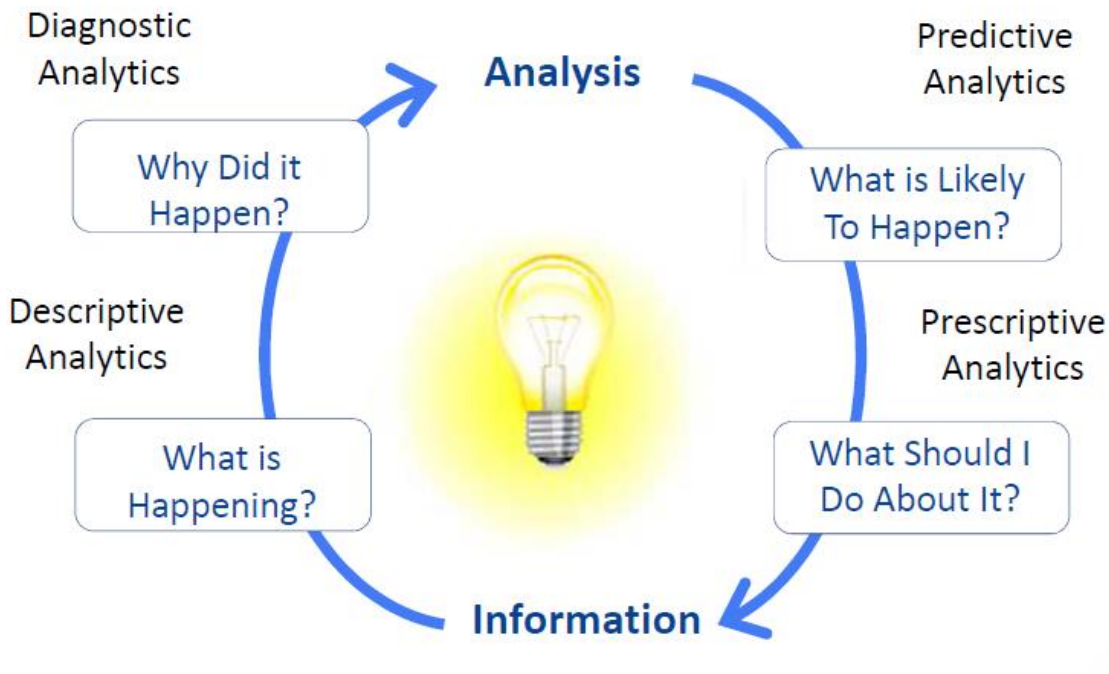 Diagnostic
Analytics
Analysis
Predictive
Analytics
Why Did it
Happen?
What is Likely
To Happen?
Descriptive
Analytics
Prescriptive
Analytics
What is
Happening?
What Should I
Do About It?
Information